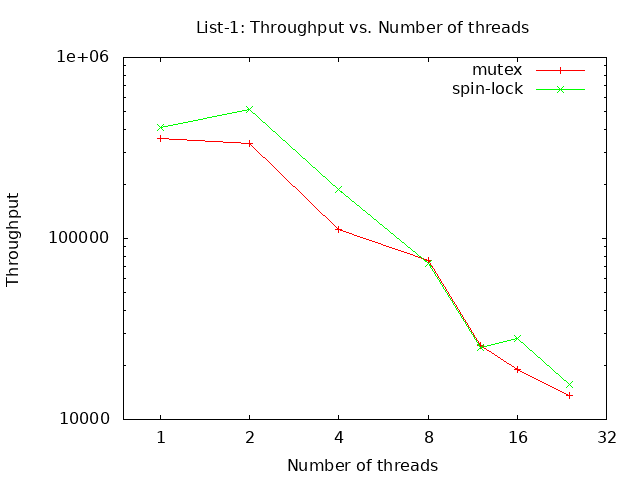 List-1: Throughput vs. Number of threads
1e+06
mutex
spin-lock
Throughput
100000
10000
1 2 4 8 16 32
Number of threads